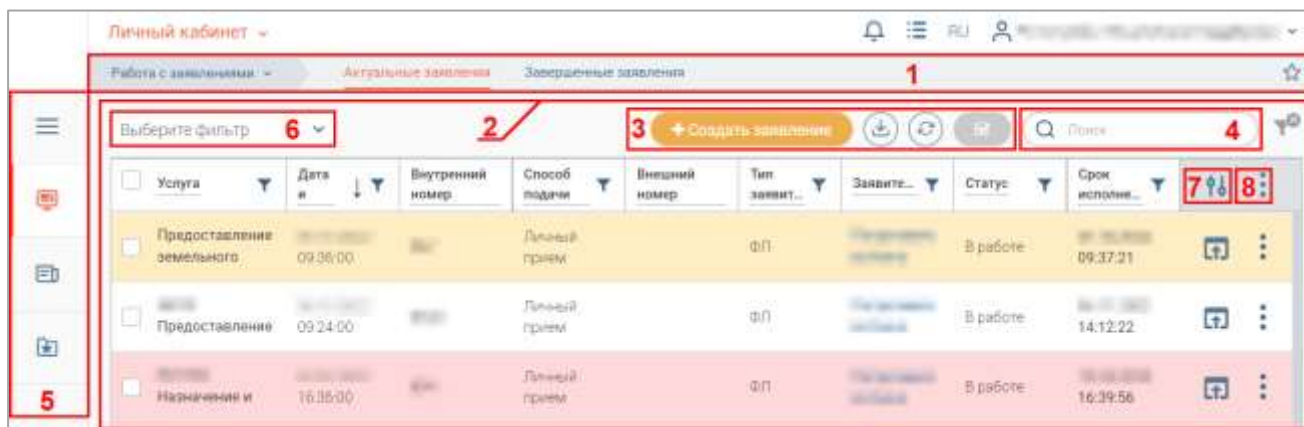 Личный кабинет
RU
Работа с заявлениями
Актуальные заявления
Завершенные заявления
1
Выберите фильтр
6
2
3
+ Создать заявление
Поиск
4
Услуга
Дата и
Внутренний номер
Способ подачи
Внешний номер
Тип заявит...
Заявите...
Статус
Срок исполне...
7
8
Предоставление земельного
09:36:00
Личный прием
ФЛ
В работе
09:37:21
Предоставление
09:24:00
Личный прием
ФЛ
В работе
14:12:22
Назначение и
16:36:00
Личный прием
ФЛ
В работе
16:39:56
5